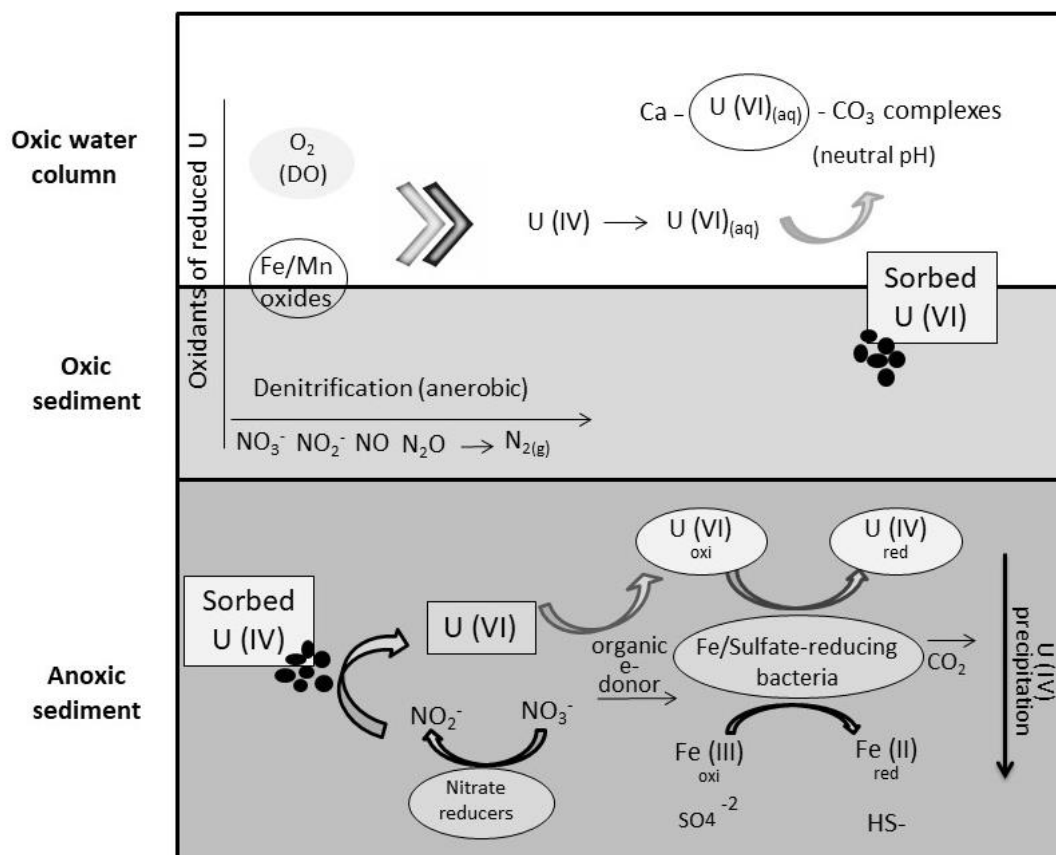 Oxic water
column
Oxidants of reduced U
O₂
(DO)
Fe/Mn
oxides
U (IV) → U (VI)(aq)
Ca – U (VI)(aq) - CO₃ complexes
(neutral pH)
Sorbed
U (VI)
Oxic
sediment
Denitrification (anerobic)
NO₃⁻ NO₂⁻ NO N₂O → N₂(g)
Anoxic
sediment
Sorbed
U (IV)
U (VI)
NO₂⁻
NO₃⁻
Nitrate
reducers
organic
e-
donor
U (VI)
oxi
U (IV)
red
Fe/Sulfate-reducing
bacteria
CO₂
Fe (III)
oxi
Fe (II)
red
SO4 ⁻²
HS-
U (IV)
precipitation